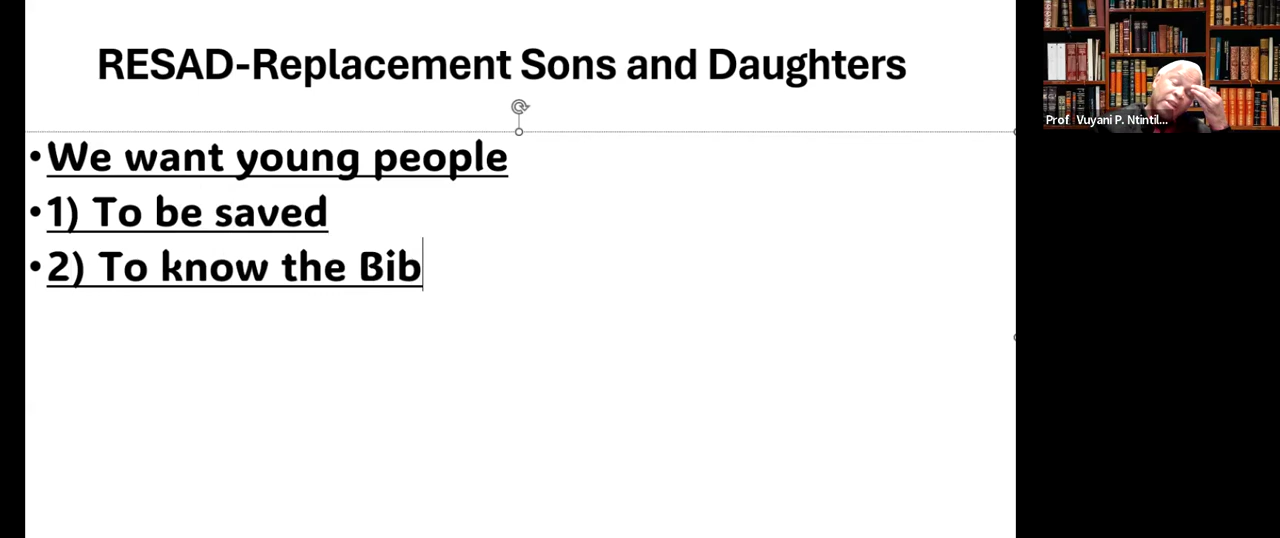 RESAD-Replacement Sons and Daughters
•We want young people
•1) To be saved
•2) To know the Bib
Prof Vuyani P. Ntintil...